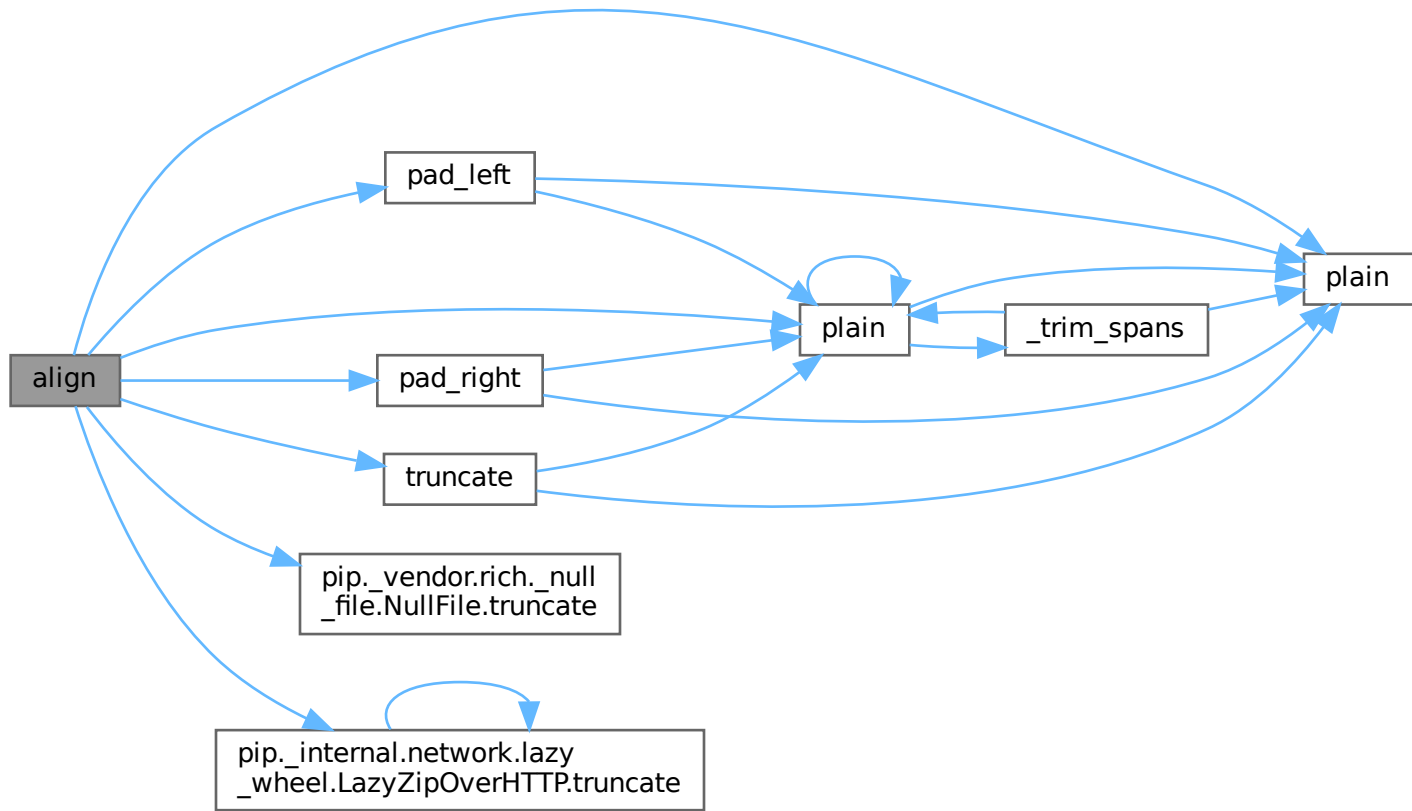 align
pad_left
pad_right
truncate
pip._vendor.rich._null
_file.NullFile.truncate
pip._internal.network.lazy
_wheel.LazyZipOverHTTP.truncate
plain
_trim_spans
plain